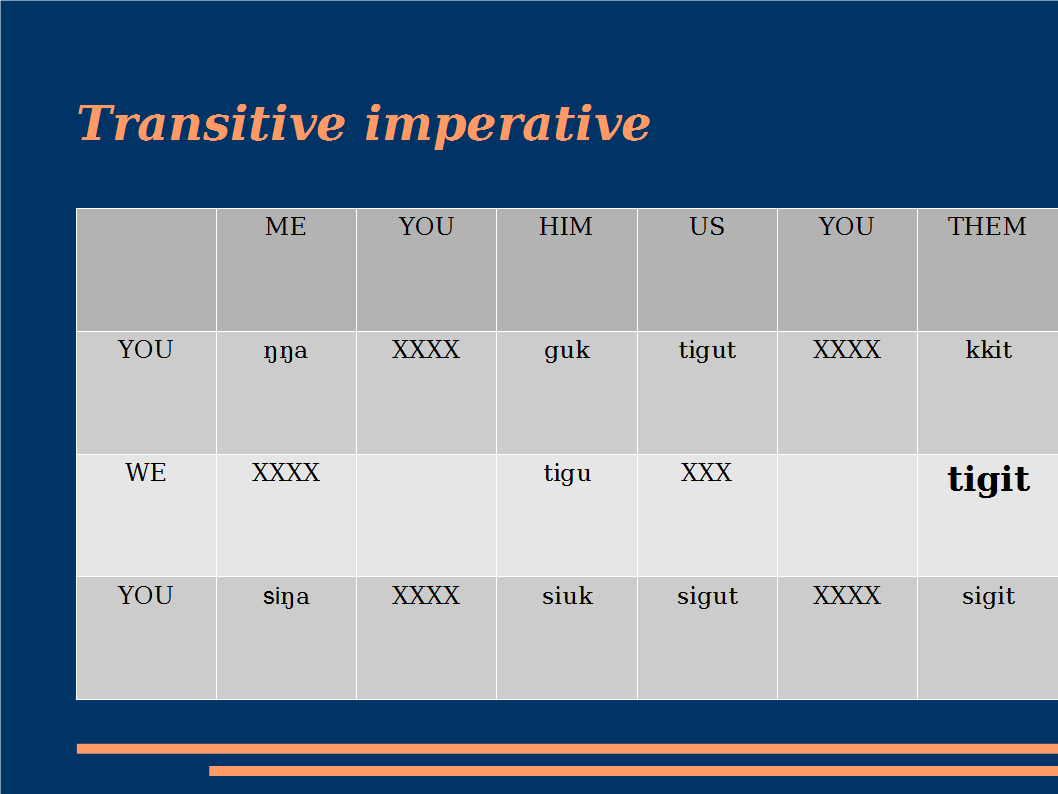 Transitive imperative
ME YOU HIM US YOU THEM
YOU ŋŋa XXXX guk tigut XXXX kkit
WE XXXX tigu XXX tigit
YOU siŋa XXXX siuk sigut XXXX sigit